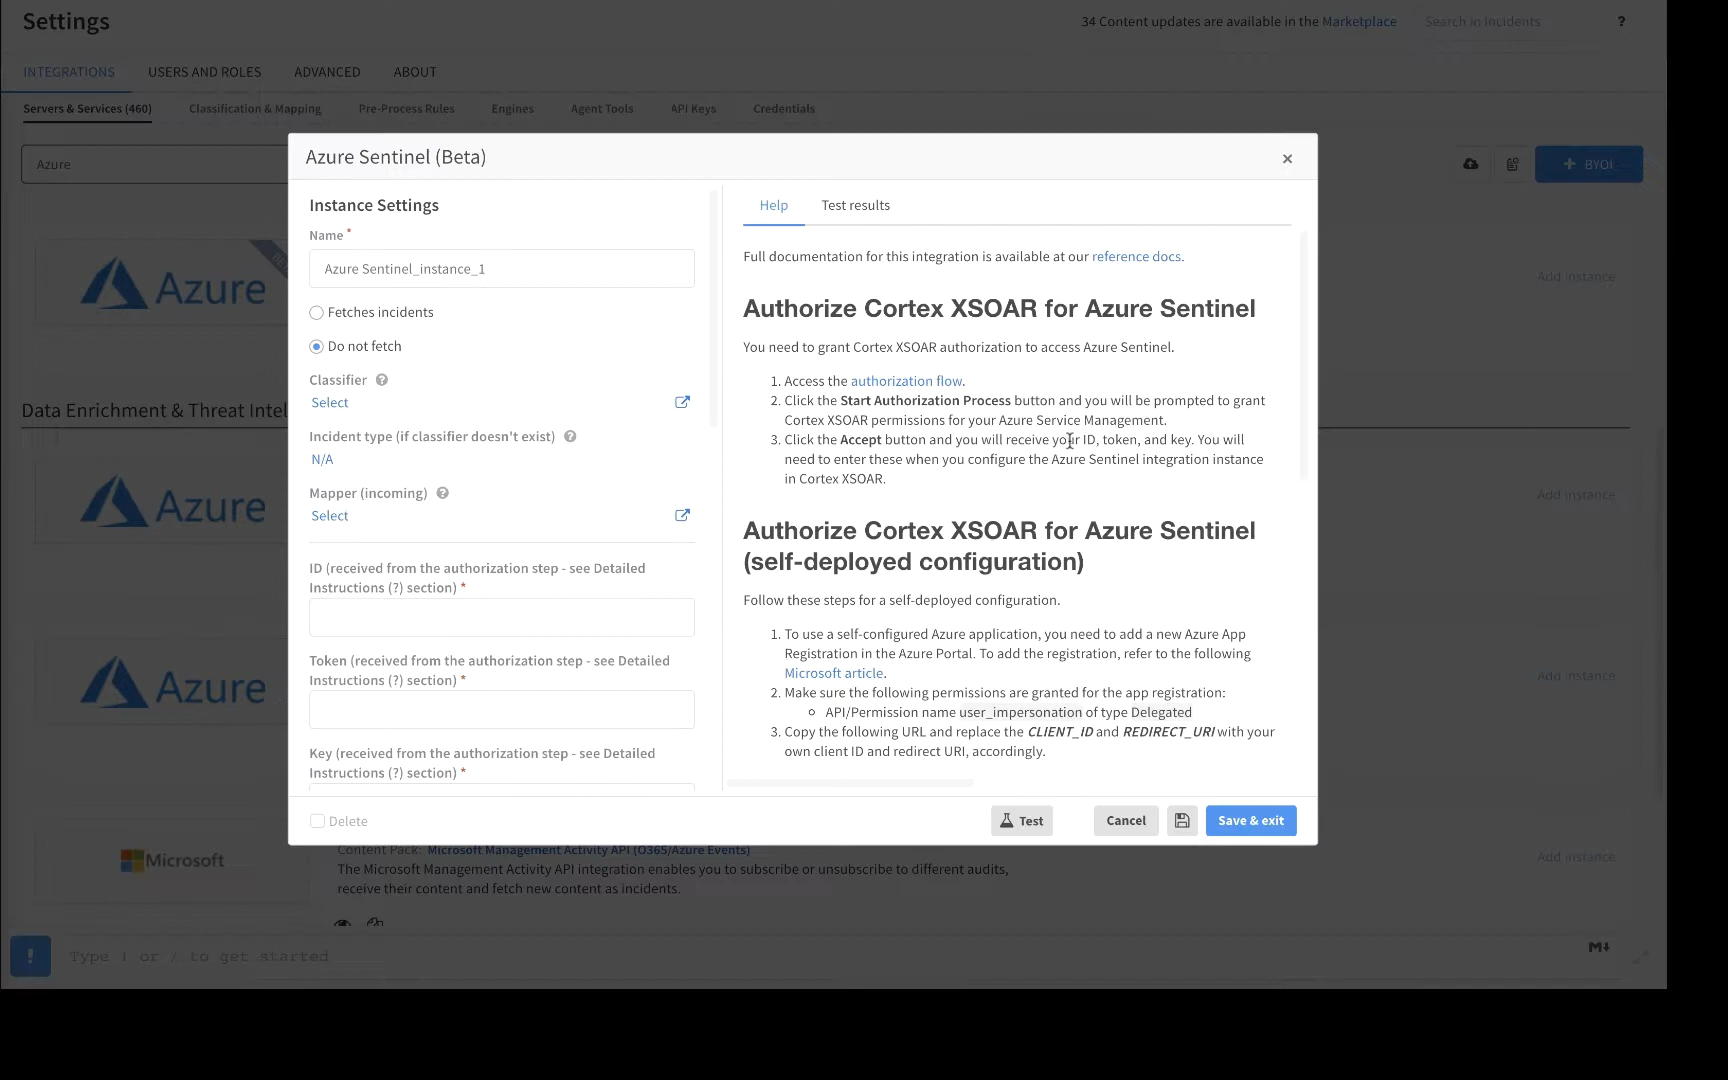 Settings
34 Content updates are available in the Marketplace
Search in Incidents
?
INTEGRATIONS
USERS AND ROLES
ADVANCED
ABOUT
Servers & Services (460)
Classification & Mapping
Pre-Process Rules
Engines
Agent Tools
API Keys
Credentials
Azure
+ BYOI
Azure Sentinel (Beta)
×
Instance Settings
Name *
Azure Sentinel_instance_1
Fetches incidents
Do not fetch
Classifier ?
Select
Incident type (if classifier doesn't exist) ?
N/A
Mapper (incoming) ?
Select
ID (received from the authorization step - see Detailed
Instructions (?) section) *
Token (received from the authorization step - see Detailed
Instructions (?) section) *
Key (received from the authorization step - see Detailed
Instructions (?) section) *
Help
Test results
Full documentation for this integration is available at our reference docs.
Authorize Cortex XSOAR for Azure Sentinel
You need to grant Cortex XSOAR authorization to access Azure Sentinel.
1. Access the authorization flow.
2. Click the Start Authorization Process button and you will be prompted to grant
Cortex XSOAR permissions for your Azure Service Management.
3. Click the Accept button and you will receive your ID, token, and key. You will
need to enter these when you configure the Azure Sentinel integration instance
in Cortex XSOAR.
Authorize Cortex XSOAR for Azure Sentinel
(self-deployed configuration)
Follow these steps for a self-deployed configuration.
1. To use a self-configured Azure application, you need to add a new Azure App
Registration in the Azure Portal. To add the registration, refer to the following
Microsoft article.
2. Make sure the following permissions are granted for the app registration:
API/Permission name user_impersonation of type Delegated
3. Copy the following URL and replace the CLIENT_ID and REDIRECT_URI with your
own client ID and redirect URI, accordingly.
Delete
Test
Cancel
Save & exit
Azure
Add instance
Data Enrichment & Threat Intel
Azure
Add instance
Azure
Add instance
Microsoft
Content Pack: Microsoft Management Activity API (O365/Azure Events)
The Microsoft Management Activity API integration enables you to subscribe or unsubscribe to different audits,
receive their content and fetch new content as incidents.
Add instance
!
Type ! or / to get started
M